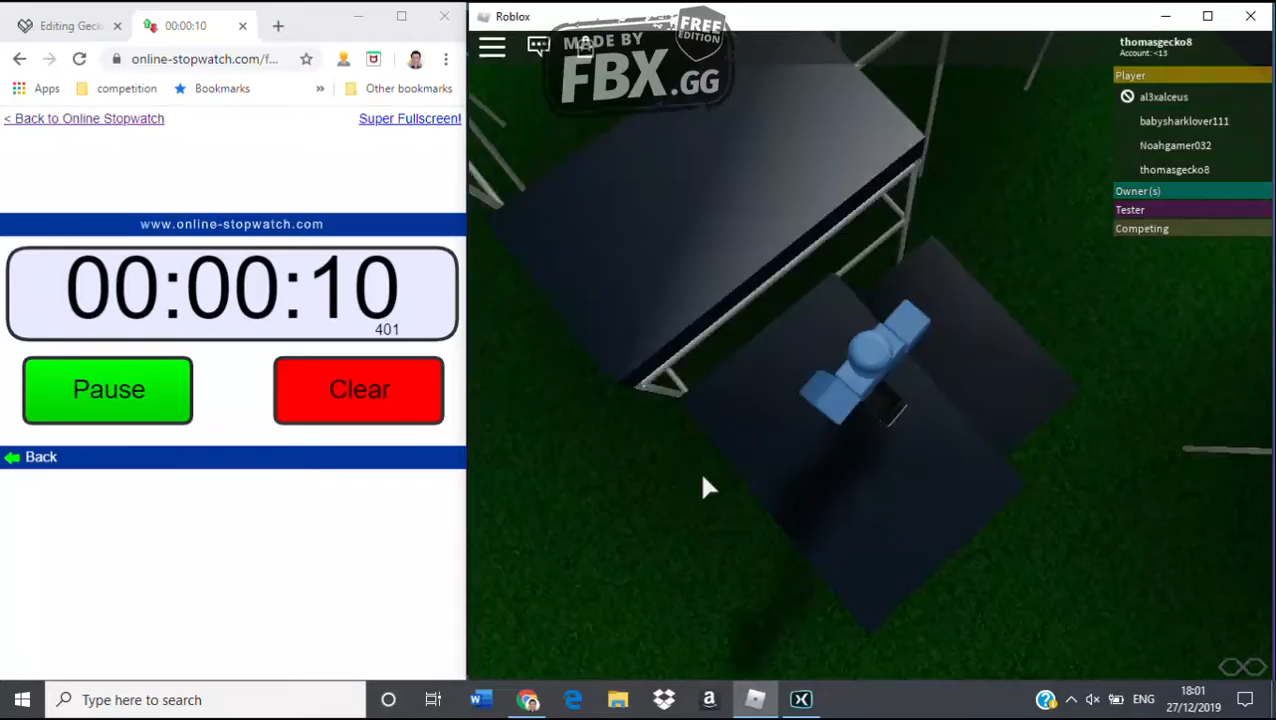 Editing Geck
00:00:10
Roblox
online-stopwatch.com/f...
Apps
competition
Bookmarks
»
Other bookmarks
< Back to Online Stopwatch
Super Fullscreen!
www.online-stopwatch.com
00:00:10
401
Pause
Clear
Back
MADE BY
FBX.GG
FREE
EDITION
thomasgecko8
Account: <13
Player
al3xalceus
babysharklover111
Noahgamer032
thomasgecko8
Owner(s)
Tester
Competing
Type here to search
ENG
18:01
27/12/2019